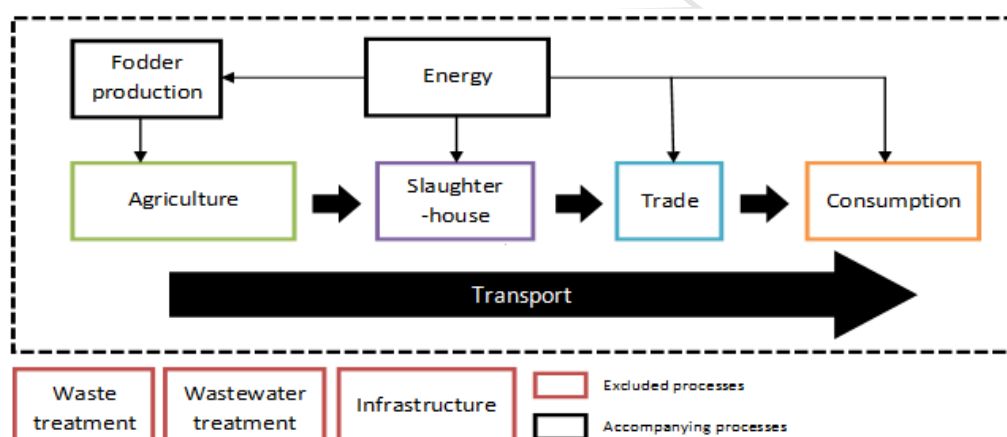 Fodder
production
Energy
Agriculture
Slaughter
-house
Trade
Consumption
Transport
Waste
treatment
Wastewater
treatment
Infrastructure
Excluded processes
Accompanying processes